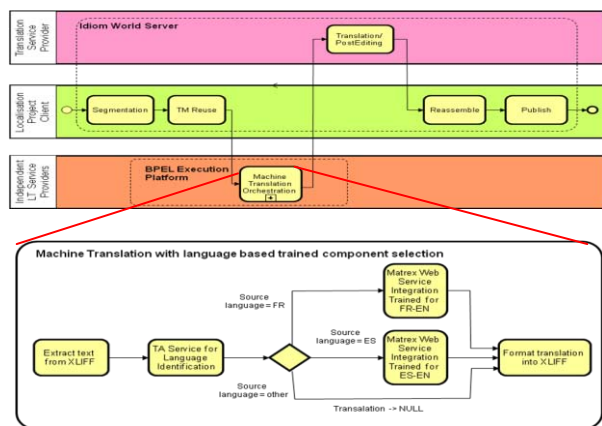 Translation
Service
Provider
Idiom World Server
Translation/
PostEditing
Localisation
Project
Client
Segmentation
TM Reuse
Reassemble
Publish
Independent
LT Service
Providers
BPEL Execution
Platform
Machine
Translation
Orchestration
+
Machine Translation with language based trained component selection
Extract text
from XLIFF
TA Service for
Language
Identification
Source
language = FR
Source
language = ES
Source
language = other
Matrex Web
Service
Integration
Trained for
FR-EN
Matrex Web
Service
Integration
Trained for
ES-EN
Transalation -> NULL
Format translation
into XLIFF